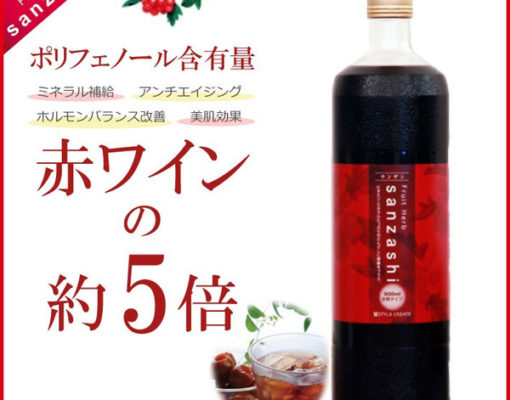 sanzashi
ポリフェノール含有量
ミネラル補給 アンチエイジング
ホルモンバランス改善 美肌効果
赤ワイン
の
約5倍
サンザシ
Fruit Herb
sanzashi
900ml
STYLE CREATE